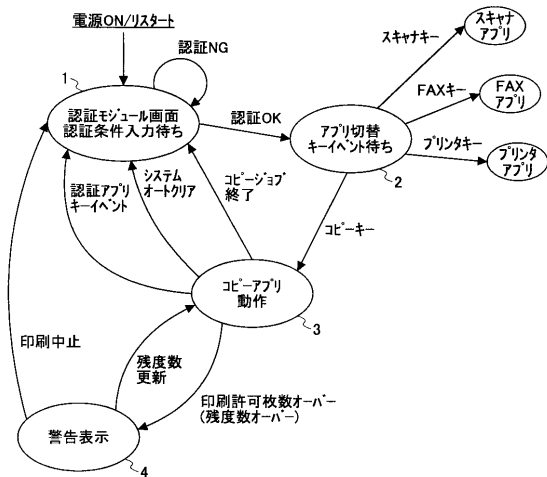 電源ON/リスタート
認証NG
1
認証モジュール画面
認証条件入力待ち
認証OK
スキャナキー
スキャナ
アプリ
FAXキー
FAX
アプリ
アプリ切替
キーイベント待ち
プリンタキー
プリンタ
アプリ
2
認証アプリ
キーイベント
システム
オートクリア
コピージョブ
終了
コピーキー
コピーアプリ
動作
3
印刷中止
残度数
更新
印刷許可枚数オーバー
(残度数オーバー)
警告表示
4